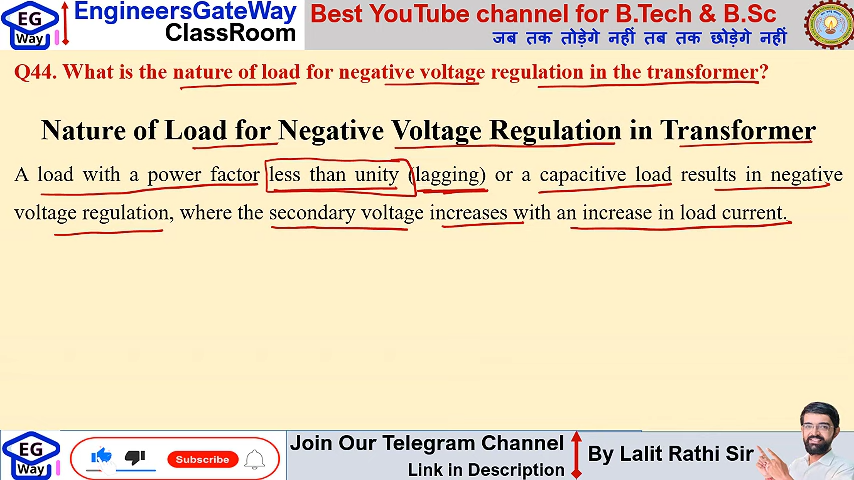 EG
Way
EngineersGateWay
ClassRoom
Best YouTube channel for B.Tech & B.Sc
जब तक तोड़ेगे नहीं तब तक छोड़ेगे नहीं
Q44. What is the nature of load for negative voltage regulation in the transformer?
Nature of Load for Negative Voltage Regulation in Transformer
A load with a power factor less than unity (lagging) or a capacitive load results in negative
voltage regulation, where the secondary voltage increases with an increase in load current.
EG
Way
Subscribe
Join Our Telegram Channel
Link in Description
By Lalit Rathi Sir